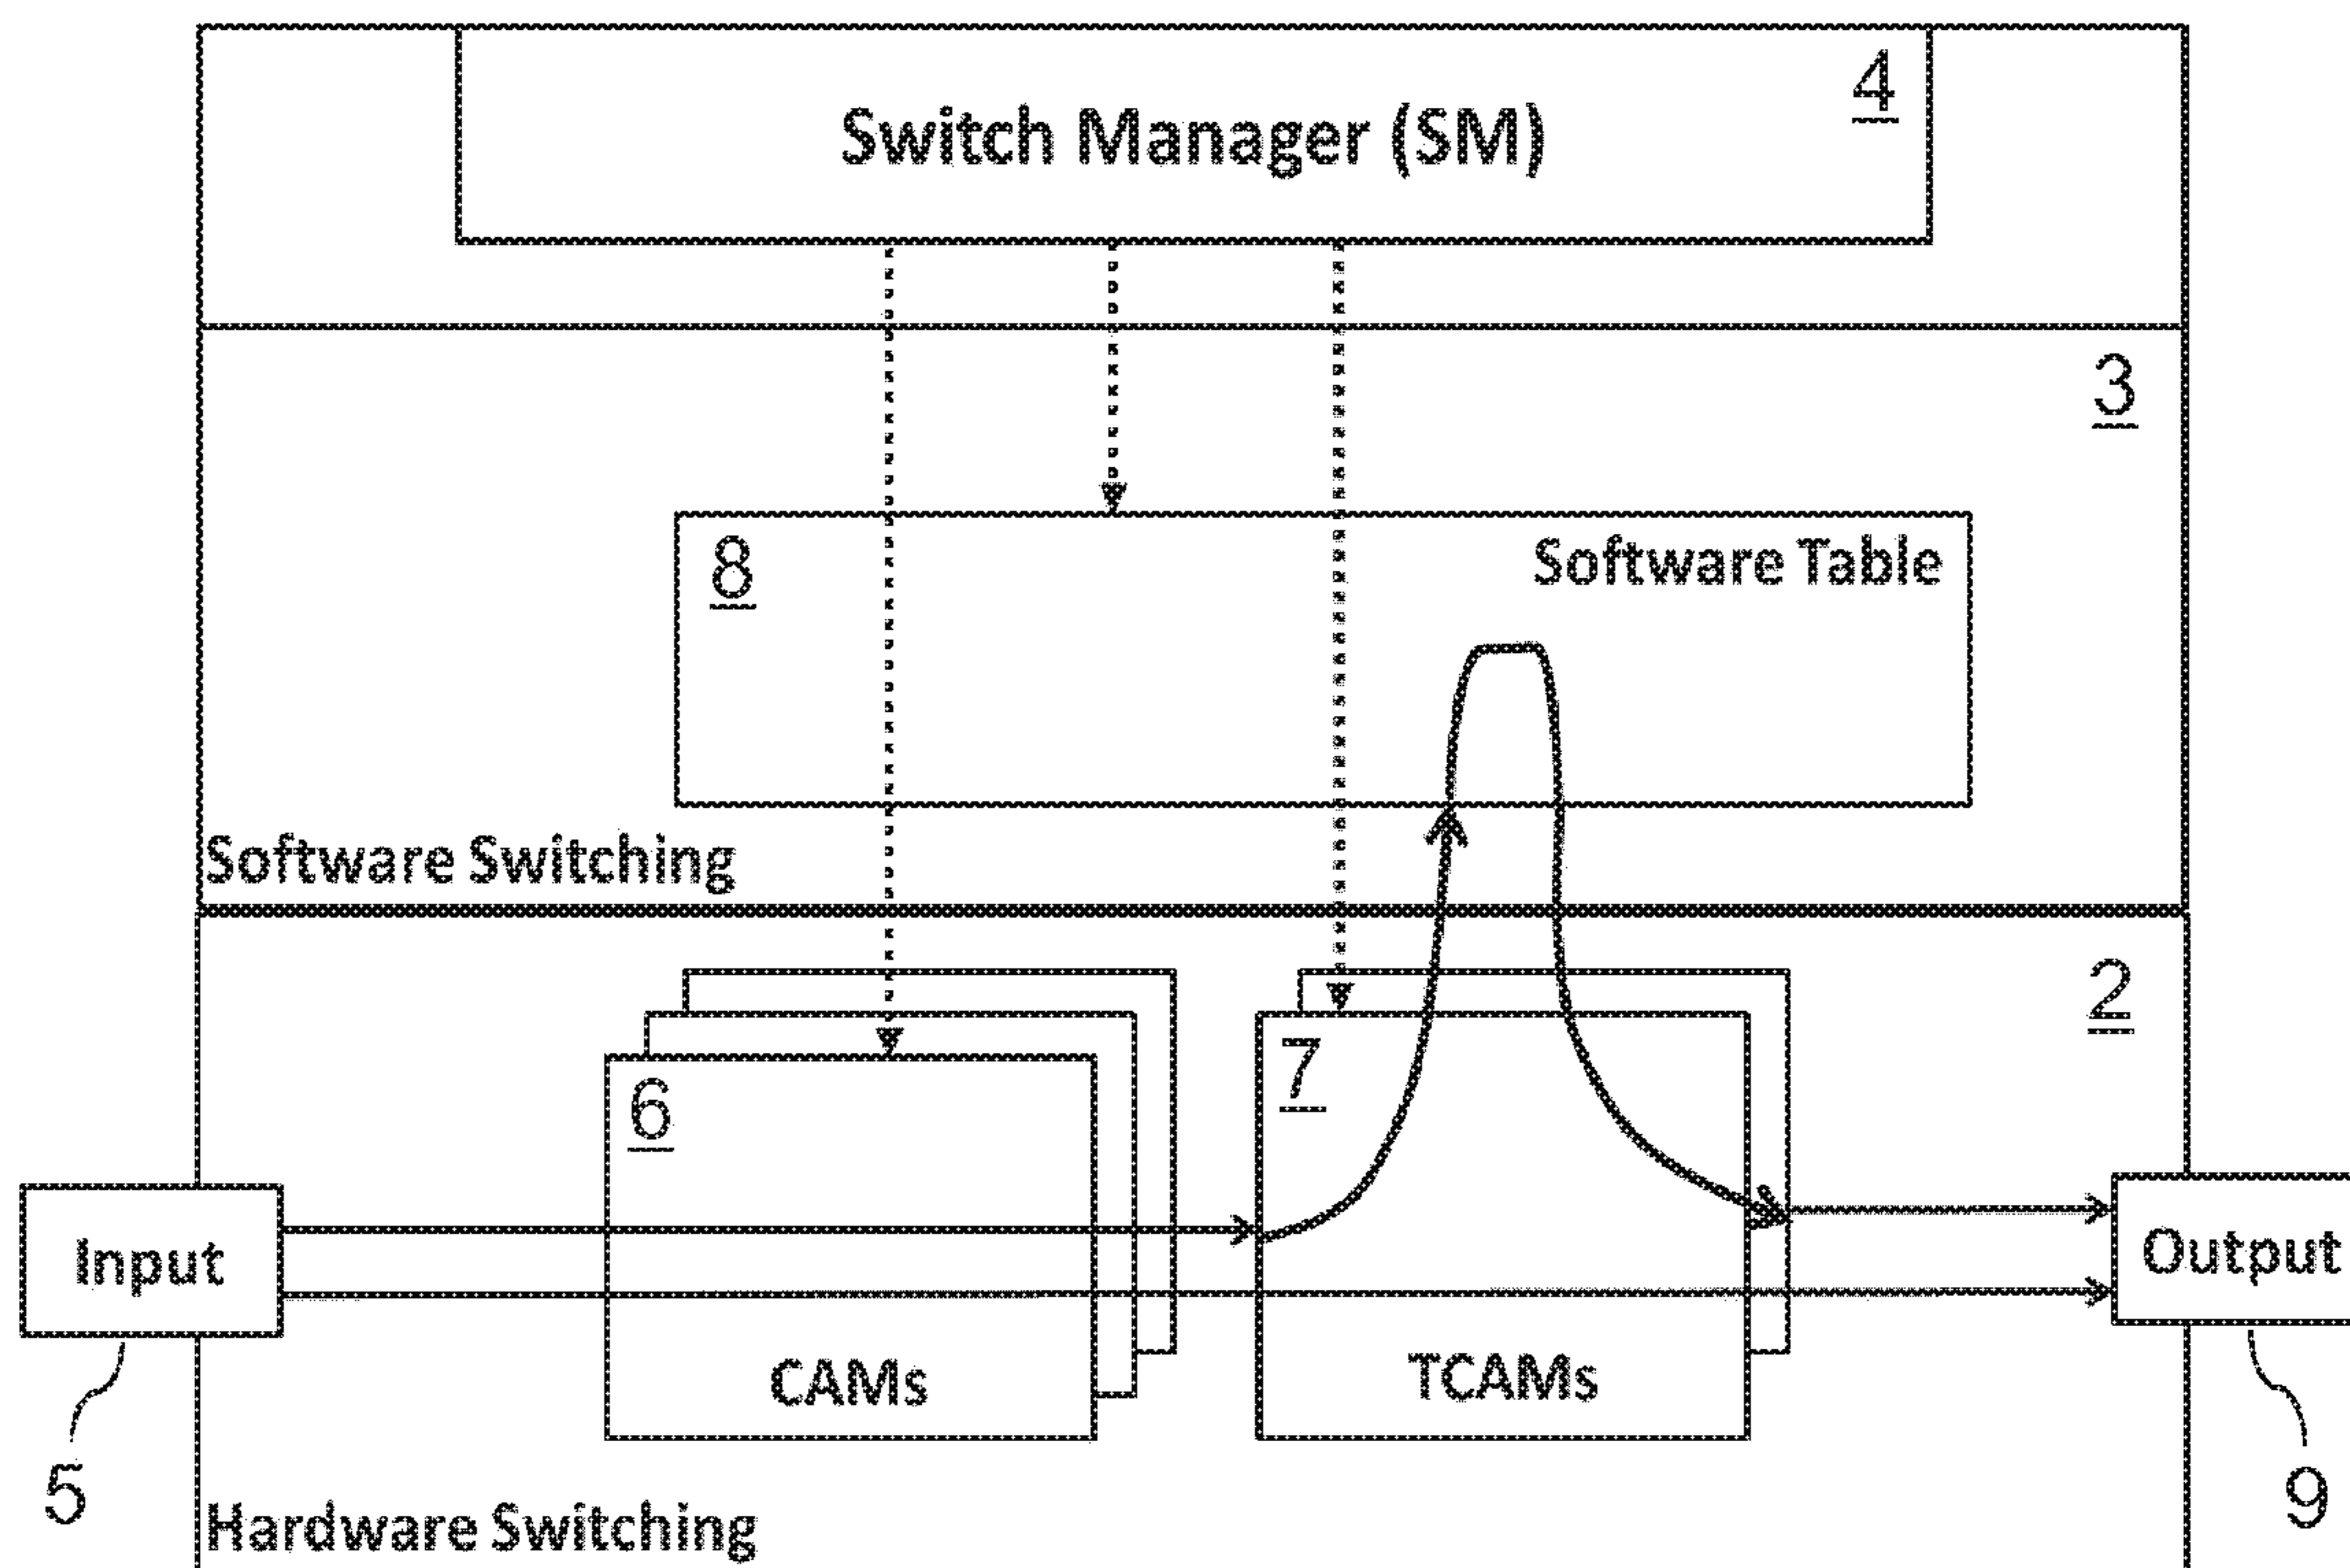 4
Switch Manager (SM)
3
8
Software Table
Software Switching
2
6
7
Input
Output
CAMs
TCAMs
5
9
Hardware Switching